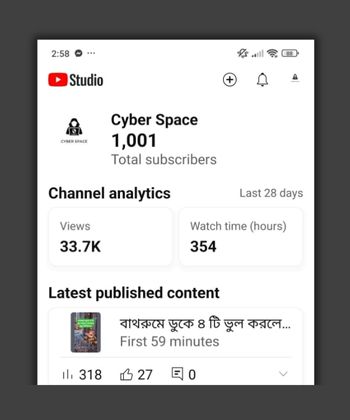 2:58
Studio
Cyber Space
1,001
Total subscribers
CYBER SPACE
Channel analytics
Last 28 days
Views
33.7K
Watch time (hours)
354
Latest published content
বাথরুমে ডুকে ৪ টি ভুল করলে...
First 59 minutes
318
27
0